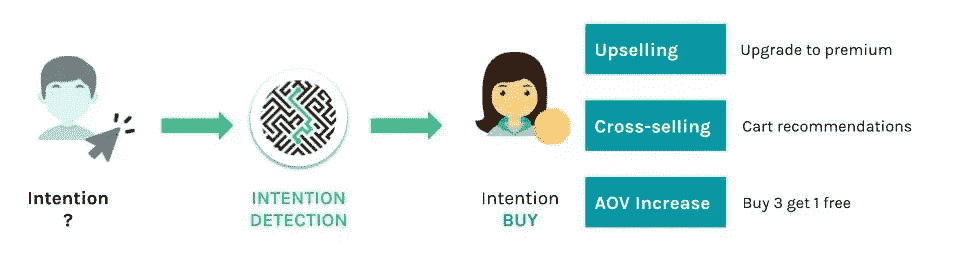 Intention
?
INTENTION
DETECTION
Intention
BUY
Upselling
Upgrade to premium
Cross-selling
Cart recommendations
AOV Increase
Buy 3 get 1 free